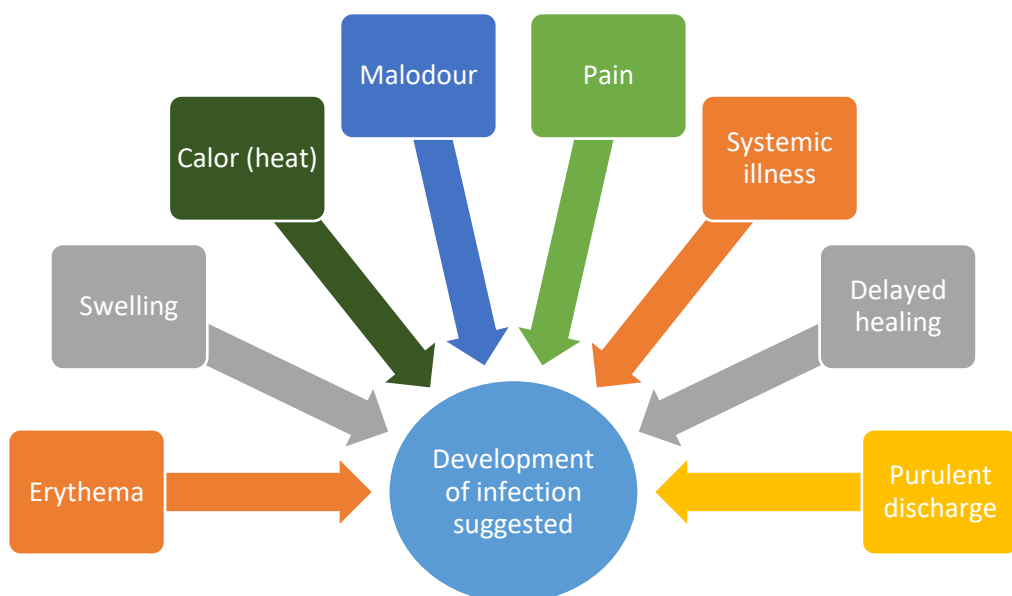 Malodour
Pain
Calor (heat)
Systemic
illness
Swelling
Delayed
healing
Erythema
Development
of infection
suggested
Purulent
discharge